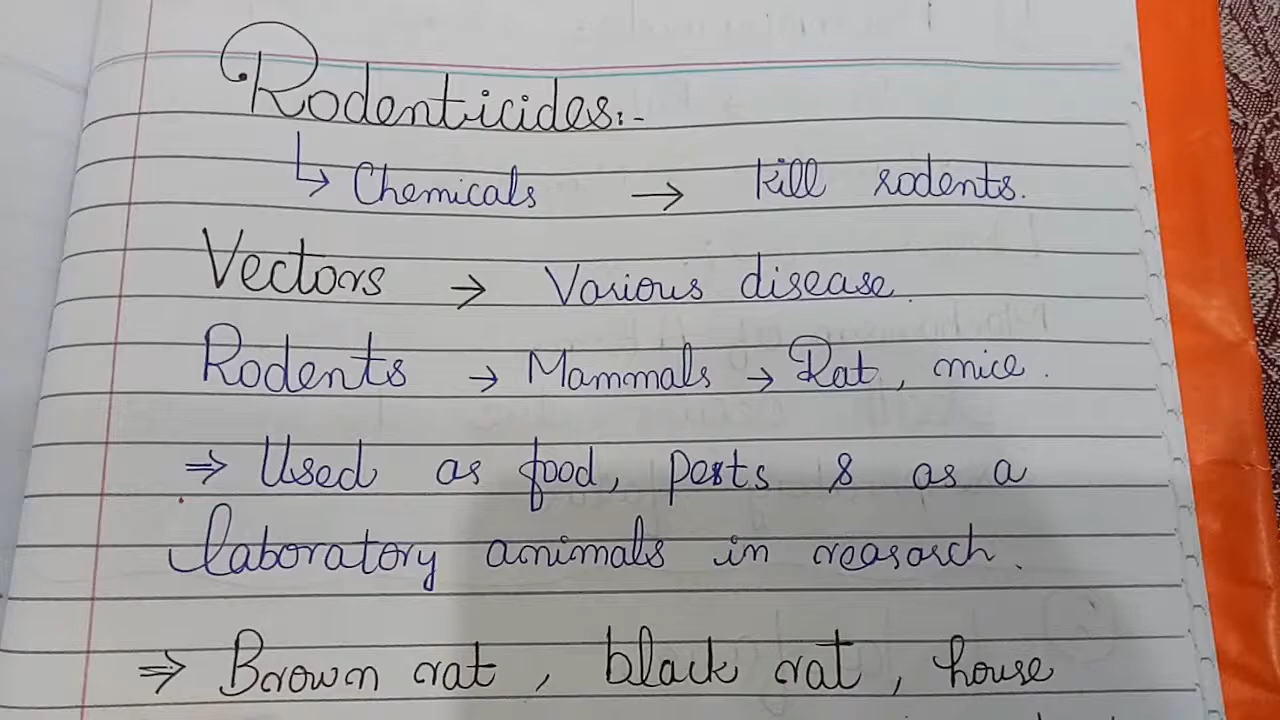 Rodenticides:-
↳ Chemicals → kill rodents.
Vectors → Various disease.
Rodents → Mammals → Rat, mice.
⇒ Used as food, pests & as a
laboratory animals in reasarch.
⇒ Brown rat, black rat, house